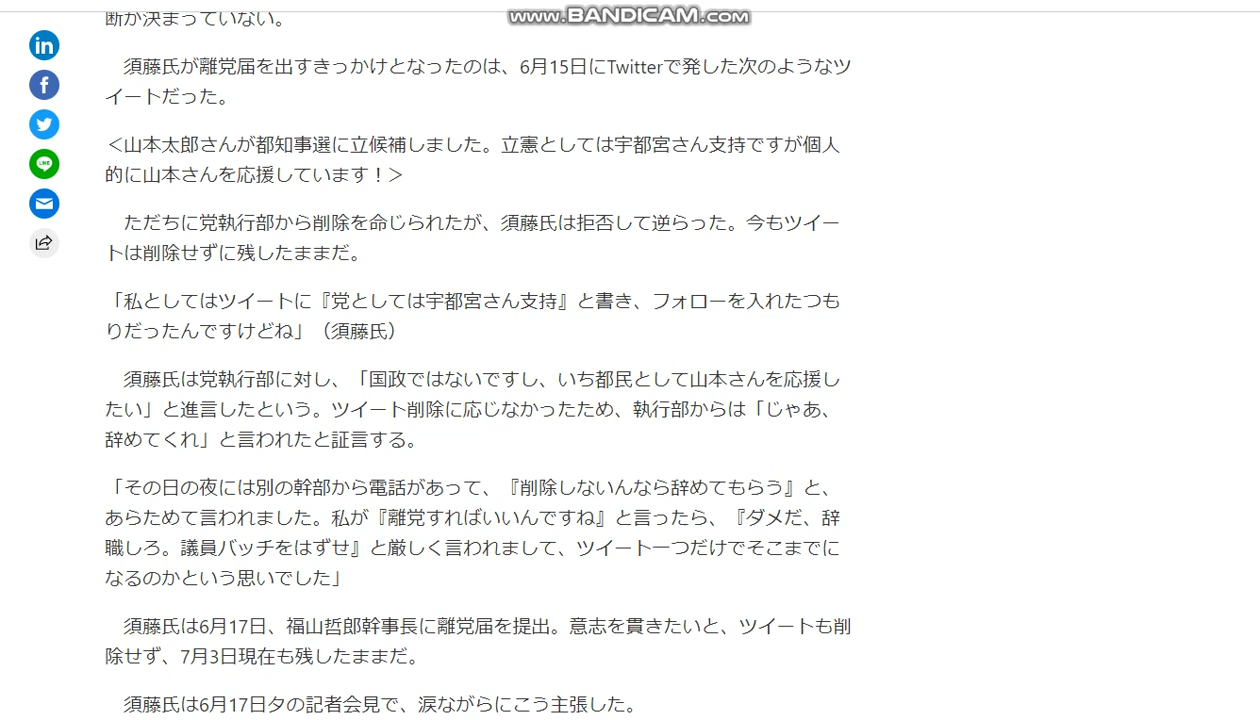 www.BANDICAM.com
断が決まっていない。
in
f
LINE
須藤氏が離党届を出すきっかけとなったのは、6月15日にTwitterで発した次のようなツ
イートだった。
＜山本太郎さんが都知事選に立候補しました。立憲としては宇都宮さん支持ですが個人
的に山本さんを応援しています！＞
ただちに党執行部から削除を命じられたが、須藤氏は拒否して逆らった。今もツイー
トは削除せずに残したままだ。
「私としてはツイートに『党としては宇都宮さん支持』と書き、フォローを入れたつも
りだったんですけどね」（須藤氏）
須藤氏は党執行部に対し、「国政ではないですし、いち都民として山本さんを応援し
たい」と進言したという。ツイート削除に応じなかったため、執行部からは「じゃあ、
辞めてくれ」と言われたと証言する。
「その日の夜には別の幹部から電話があって、『削除しないんなら辞めてもらう』と、
あらためて言われました。私が『離党すればいいんですね』と言ったら、『ダメだ、辞
職しろ。議員バッチをはずせ』と厳しく言われまして、ツイート一つだけでそこまでに
なるのかという思いでした」
須藤氏は6月17日、福山哲郎幹事長に離党届を提出。意志を貫きたいと、ツイートも削
除せず、7月3日現在も残したままだ。
須藤氏は6月17日夕の記者会見で、涙ながらにこう主張した。